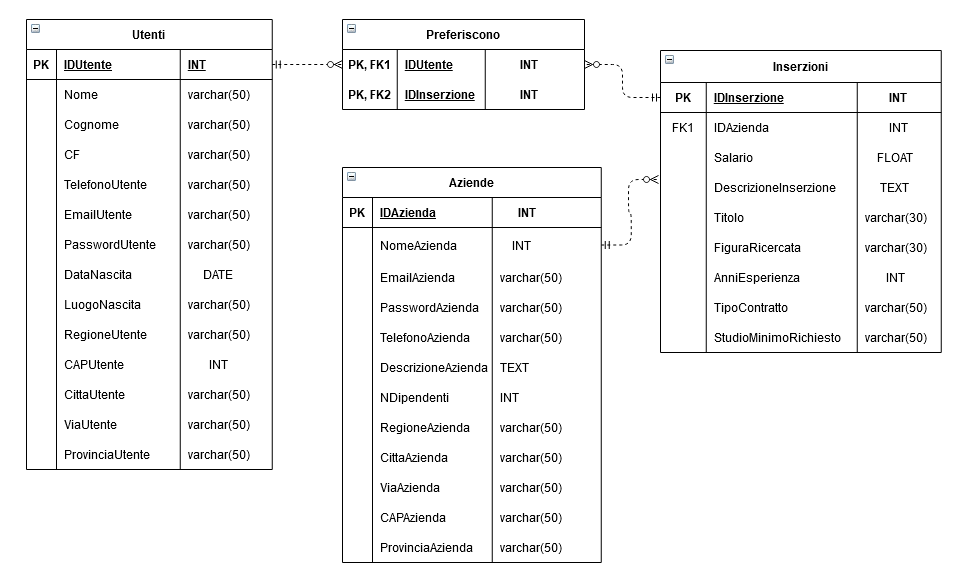 Utenti
PK IDUtente INT
Nome varchar(50)
Cognome varchar(50)
CF varchar(50)
TelefonoUtente varchar(50)
EmailUtente varchar(50)
PasswordUtente varchar(50)
DataNascita DATE
LuogoNascita varchar(50)
RegioneUtente varchar(50)
CAPUtente INT
CittaUtente varchar(50)
ViaUtente varchar(50)
ProvinciaUtente varchar(50)
Preferiscono
PK, FK1 IDUtente INT
PK, FK2 IDInserzione INT
Aziende
PK IDAzienda INT
NomeAzienda INT
EmailAzienda varchar(50)
PasswordAzienda varchar(50)
TelefonoAzienda varchar(50)
DescrizioneAzienda TEXT
NDipendenti INT
RegioneAzienda varchar(50)
CittaAzienda varchar(50)
ViaAzienda varchar(50)
CAPAzienda varchar(50)
ProvinciaAzienda varchar(50)
Inserzioni
PK IDInserzione INT
FK1 IDAzienda INT
Salario FLOAT
DescrizioneInserzione TEXT
Titolo varchar(30)
FiguraRicercata varchar(30)
AnniEsperienza INT
TipoContratto varchar(50)
StudioMinimoRichiesto varchar(50)